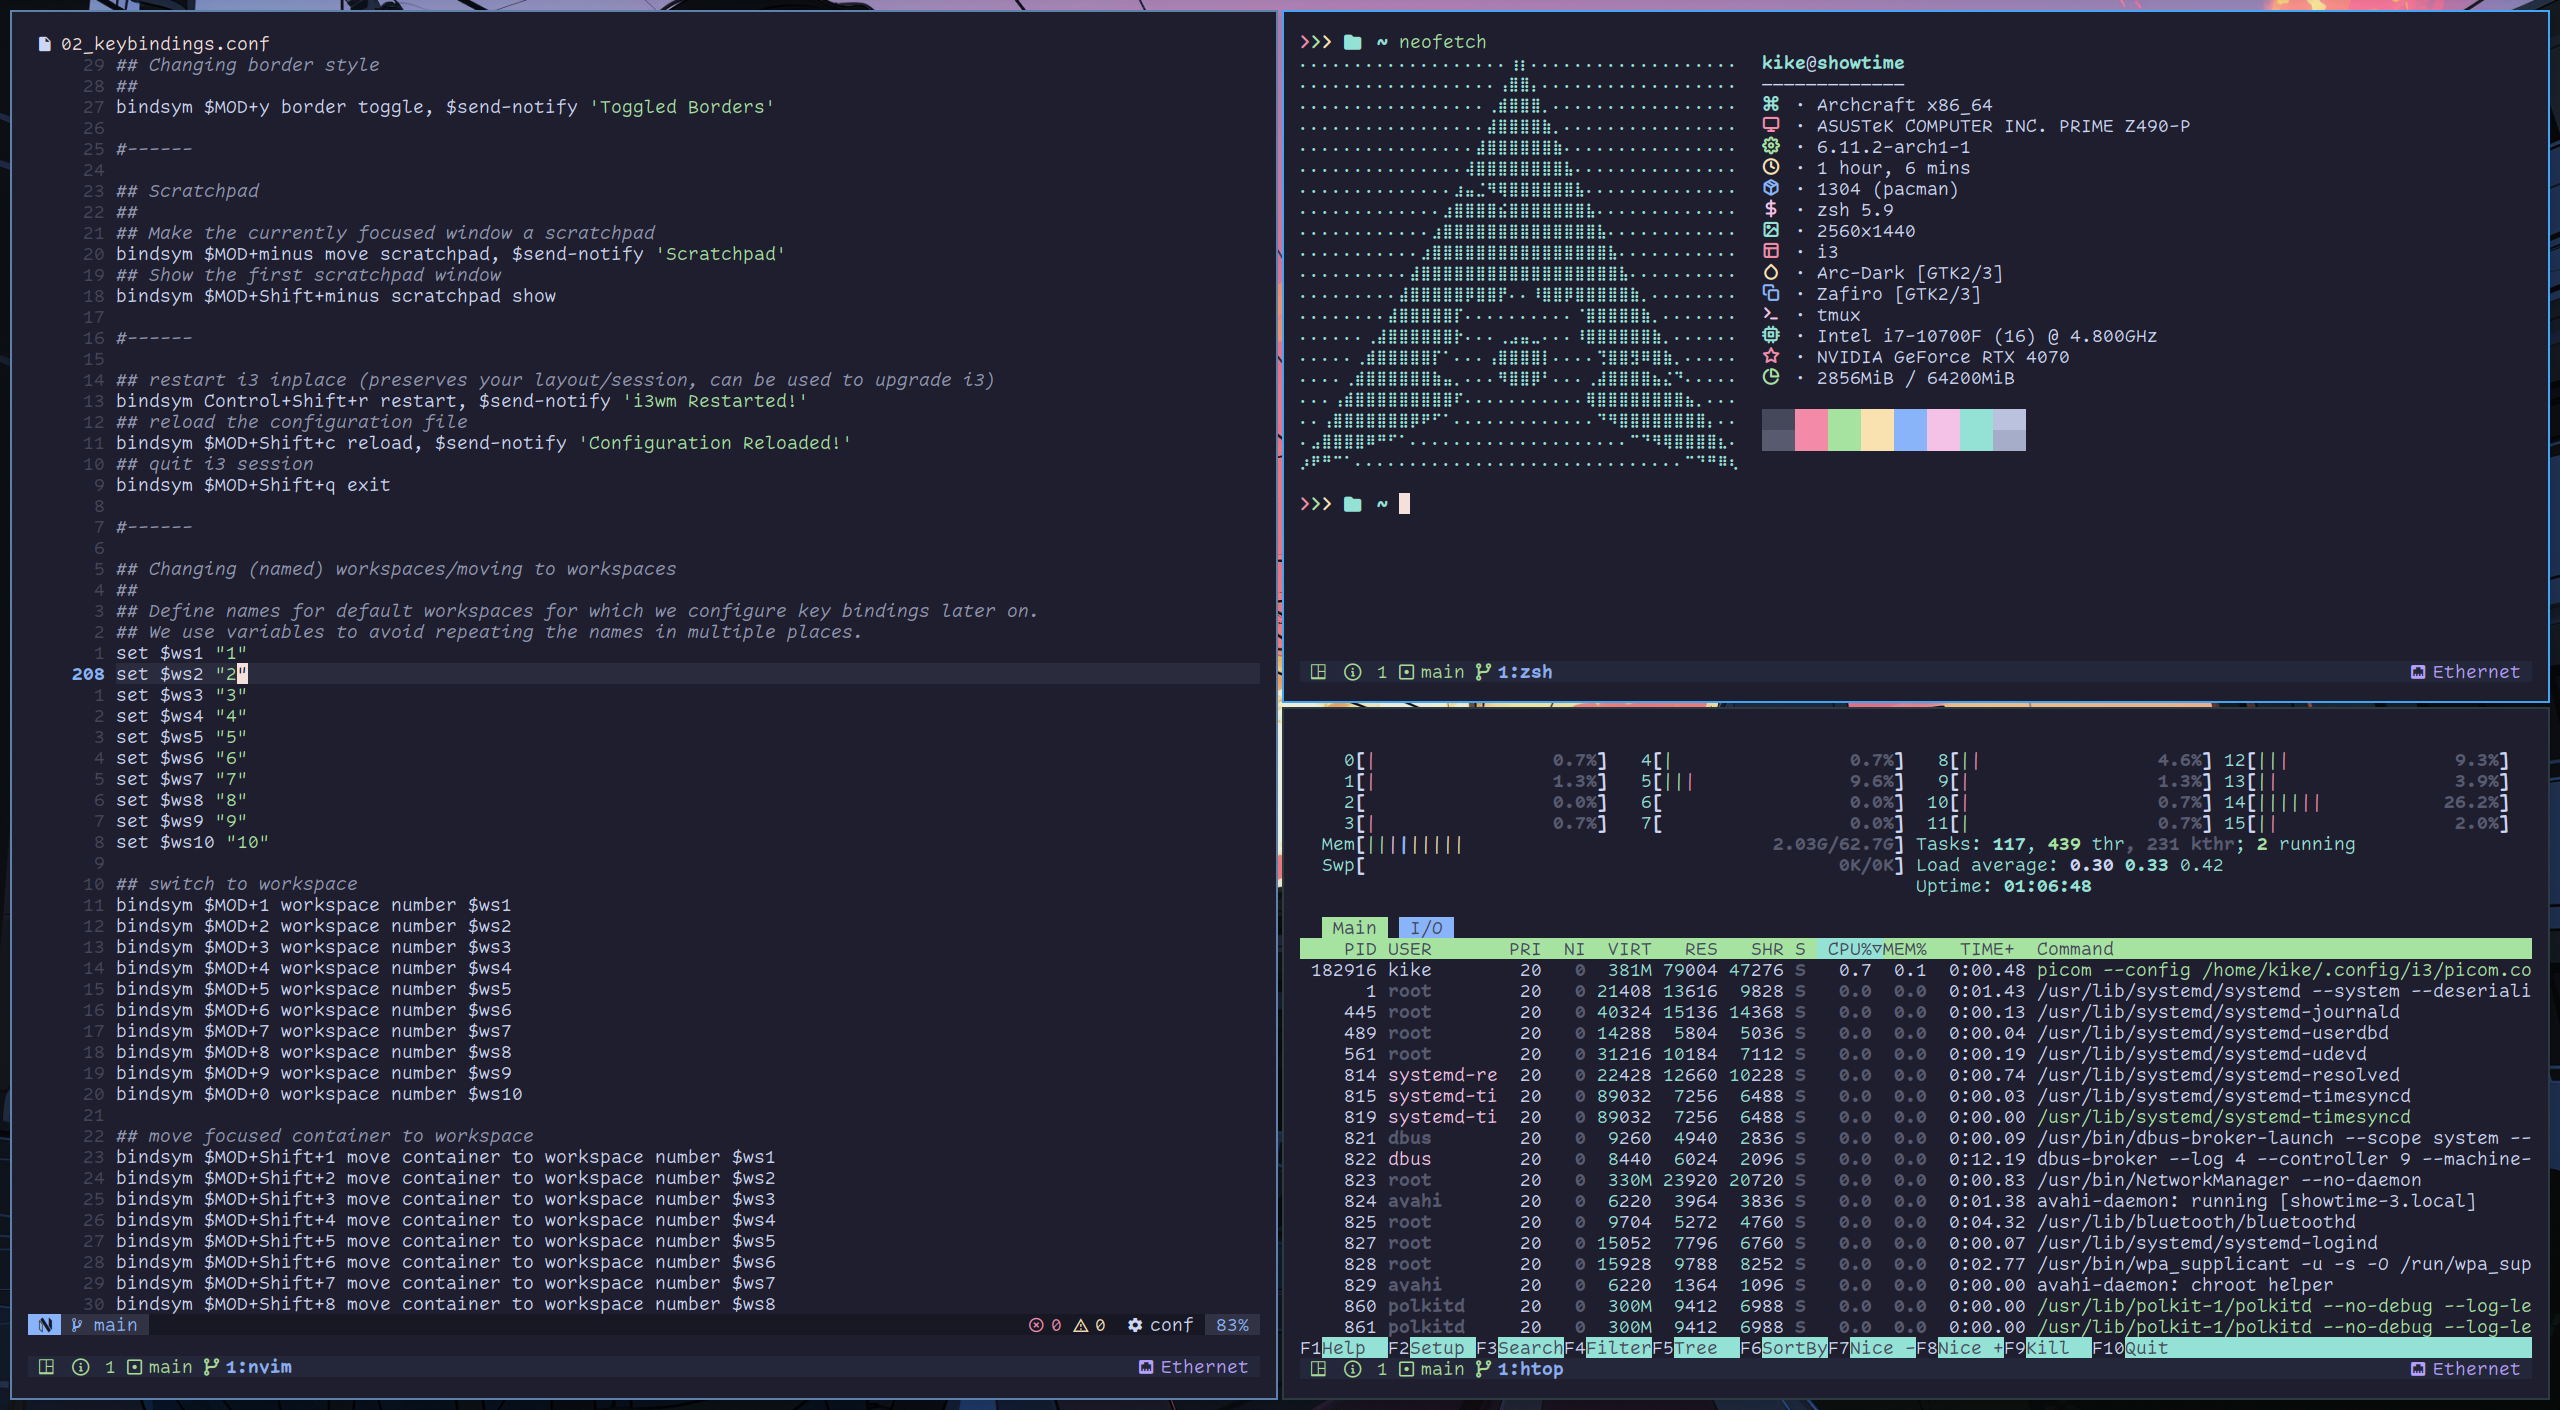 02_keybindings.conf
29 ## Changing border style
28 ##
27 bindsym $MOD+y border toggle, $send-notify 'Toggled Borders'
26
25 #------
24
23 ## Scratchpad
22 ##
21 ## Make the currently focused window a scratchpad
20 bindsym $MOD+minus move scratchpad, $send-notify 'Scratchpad'
19 ## Show the first scratchpad window
18 bindsym $MOD+Shift+minus scratchpad show
17
16 #------
15
14 ## restart i3 inplace (preserves your layout/session, can be used to upgrade i3)
13 bindsym Control+Shift+r restart, $send-notify 'i3wm Restarted!'
12 ## reload the configuration file
11 bindsym $MOD+Shift+c reload, $send-notify 'Configuration Reloaded!'
10 ## quit i3 session
9 bindsym $MOD+Shift+q exit
8
7 #------
6
5 ## Changing (named) workspaces/moving to workspaces
4 ##
3 ## Define names for default workspaces for which we configure key bindings later on.
2 ## We use variables to avoid repeating the names in multiple places.
1 set $ws1 "1"
208 set $ws2 "2"
1 set $ws3 "3"
2 set $ws4 "4"
3 set $ws5 "5"
4 set $ws6 "6"
5 set $ws7 "7"
6 set $ws8 "8"
7 set $ws9 "9"
8 set $ws10 "10"
9
10 ## switch to workspace
11 bindsym $MOD+1 workspace number $ws1
12 bindsym $MOD+2 workspace number $ws2
13 bindsym $MOD+3 workspace number $ws3
14 bindsym $MOD+4 workspace number $ws4
15 bindsym $MOD+5 workspace number $ws5
16 bindsym $MOD+6 workspace number $ws6
17 bindsym $MOD+7 workspace number $ws7
18 bindsym $MOD+8 workspace number $ws8
19 bindsym $MOD+9 workspace number $ws9
20 bindsym $MOD+0 workspace number $ws10
21
22 ## move focused container to workspace
23 bindsym $MOD+Shift+1 move container to workspace number $ws1
24 bindsym $MOD+Shift+2 move container to workspace number $ws2
25 bindsym $MOD+Shift+3 move container to workspace number $ws3
26 bindsym $MOD+Shift+4 move container to workspace number $ws4
27 bindsym $MOD+Shift+5 move container to workspace number $ws5
28 bindsym $MOD+Shift+6 move container to workspace number $ws6
29 bindsym $MOD+Shift+7 move container to workspace number $ws7
30 bindsym $MOD+Shift+8 move container to workspace number $ws8
N main 0 0 conf 83%
1 main 1:nvim Ethernet
>>> ~ neofetch
kike@showtime
-------------
· Archcraft x86_64
· ASUSTeK COMPUTER INC. PRIME Z490-P
· 6.11.2-arch1-1
· 1 hour, 6 mins
· 1304 (pacman)
$ · zsh 5.9
· 2560x1440
· i3
· Arc-Dark [GTK2/3]
· Zafiro [GTK2/3]
>_ · tmux
· Intel i7-10700F (16) @ 4.800GHz
· NVIDIA GeForce RTX 4070
· 2856MiB / 64200MiB
>>> ~
1 main 1:zsh Ethernet
0[| 0.7%] 4[| 0.7%] 8[|| 4.6%] 12[||| 9.3%]
1[| 1.3%] 5[||| 9.6%] 9[| 1.3%] 13[|| 3.9%]
2[ 0.0%] 6[ 0.0%] 10[| 0.7%] 14[|||||| 26.2%]
3[| 0.7%] 7[ 0.0%] 11[| 0.7%] 15[|| 2.0%]
Mem[||||||||| 2.03G/62.7G] Tasks: 117, 439 thr, 231 kthr; 2 running
Swp[ 0K/0K] Load average: 0.30 0.33 0.42
Uptime: 01:06:48
Main I/O
PID USER PRI NI VIRT RES SHR S CPU%▽MEM% TIME+ Command
182916 kike 20 0 381M 79004 47276 S 0.7 0.1 0:00.48 picom --config /home/kike/.config/i3/picom.co
1 root 20 0 21408 13616 9828 S 0.0 0.0 0:01.43 /usr/lib/systemd/systemd --system --deseriali
445 root 20 0 40324 15136 14368 S 0.0 0.0 0:00.13 /usr/lib/systemd/systemd-journald
489 root 20 0 14288 5804 5036 S 0.0 0.0 0:00.04 /usr/lib/systemd/systemd-userdbd
561 root 20 0 31216 10184 7112 S 0.0 0.0 0:00.19 /usr/lib/systemd/systemd-udevd
814 systemd-re 20 0 22428 12660 10228 S 0.0 0.0 0:00.74 /usr/lib/systemd/systemd-resolved
815 systemd-ti 20 0 89032 7256 6488 S 0.0 0.0 0:00.03 /usr/lib/systemd/systemd-timesyncd
819 systemd-ti 20 0 89032 7256 6488 S 0.0 0.0 0:00.00 /usr/lib/systemd/systemd-timesyncd
821 dbus 20 0 9260 4940 2836 S 0.0 0.0 0:00.09 /usr/bin/dbus-broker-launch --scope system --
822 dbus 20 0 8440 6024 2096 S 0.0 0.0 0:12.19 dbus-broker --log 4 --controller 9 --machine-
823 root 20 0 330M 23920 20720 S 0.0 0.0 0:00.83 /usr/bin/NetworkManager --no-daemon
824 avahi 20 0 6220 3964 3836 S 0.0 0.0 0:01.38 avahi-daemon: running [showtime-3.local]
825 root 20 0 9704 5272 4760 S 0.0 0.0 0:04.32 /usr/lib/bluetooth/bluetoothd
827 root 20 0 15052 7796 6760 S 0.0 0.0 0:00.07 /usr/lib/systemd/systemd-logind
828 root 20 0 15928 9788 8252 S 0.0 0.0 0:02.77 /usr/bin/wpa_supplicant -u -s -O /run/wpa_sup
829 avahi 20 0 6220 1364 1096 S 0.0 0.0 0:00.00 avahi-daemon: chroot helper
860 polkitd 20 0 300M 9412 6988 S 0.0 0.0 0:00.00 /usr/lib/polkit-1/polkitd --no-debug --log-le
861 polkitd 20 0 300M 9412 6988 S 0.0 0.0 0:00.00 /usr/lib/polkit-1/polkitd --no-debug --log-le
F1Help F2Setup F3SearchF4FilterF5Tree F6SortByF7Nice -F8Nice +F9Kill F10Quit
1 main 1:htop Ethernet